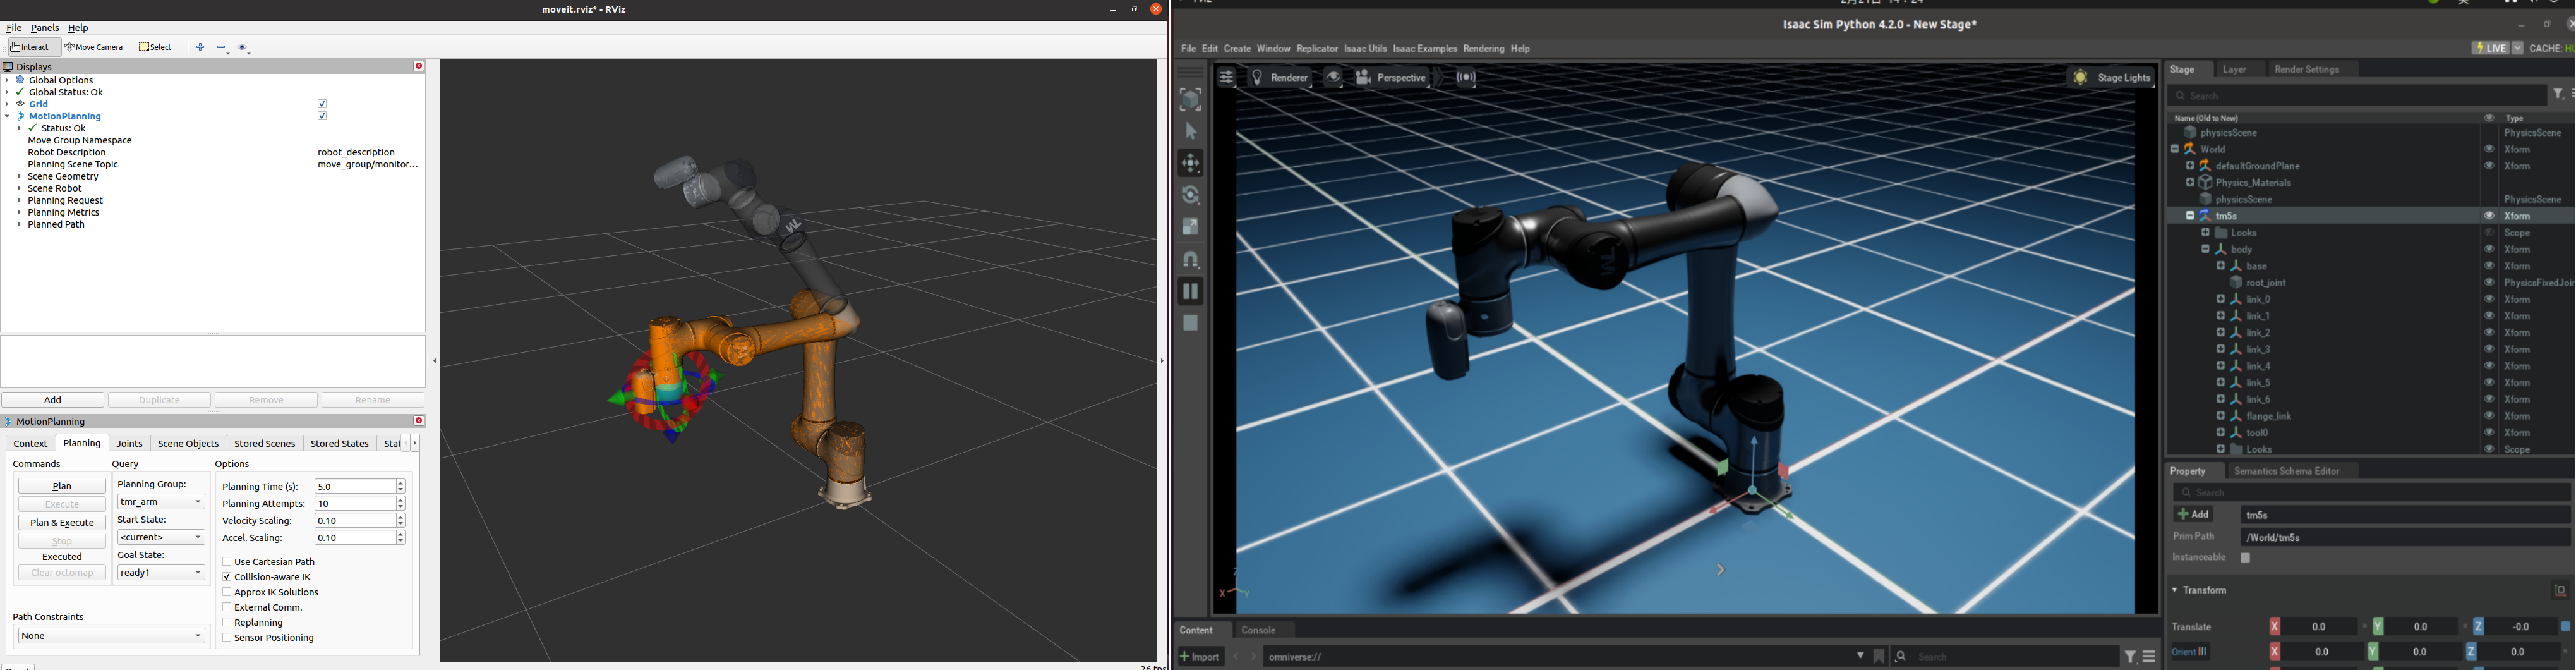 moveit.rviz* - RViz
File Panels Help
Interact Move Camera Select
Displays
Global Options
Global Status: Ok
Grid
MotionPlanning
Status: Ok
Move Group Namespace
Robot Description robot_description
Planning Scene Topic move_group/monitor...
Scene Geometry
Scene Robot
Planning Request
Planning Metrics
Planned Path
Add Duplicate Remove Rename
MotionPlanning
Context Planning Joints Scene Objects Stored Scenes Stored States Stat
Commands Query Options
Plan
Execute
Plan & Execute
Stop
Executed
Clear octomap
Planning Group:
tmr_arm
Start State:
<current>
Goal State:
ready1
Planning Time (s): 5.0
Planning Attempts: 10
Velocity Scaling: 0.10
Accel. Scaling: 0.10
Use Cartesian Path
Collision-aware IK
Approx IK Solutions
External Comm.
Replanning
Sensor Positioning
Path Constraints
None
TM
Isaac Sim Python 4.2.0 - New Stage*
File Edit Create Window Replicator Isaac Utils Isaac Examples Rendering Help
LIVE CACHE:
Renderer Perspective Stage Lights
TM
X Y
Content Console
Import omniverse:// Search
Stage Layer Render Settings
Search
Name (Old to New) Type
physicsScene PhysicsScene
World Xform
defaultGroundPlane Xform
Physics_Materials
physicsScene PhysicsScene
tm5s Xform
Looks Scope
body Xform
base Xform
root_joint PhysicsFixedJoi
link_0 Xform
link_1 Xform
link_2 Xform
link_3 Xform
link_4 Xform
link_5 Xform
link_6 Xform
flange_link Xform
tool0 Xform
Looks Scope
Property Semantics Schema Editor
Search
Add tm5s
Prim Path /World/tm5s
Instanceable
Transform
Translate X 0.0 Y 0.0 Z -0.0
Orient X 0.0 Y 0.0 Z 0.0